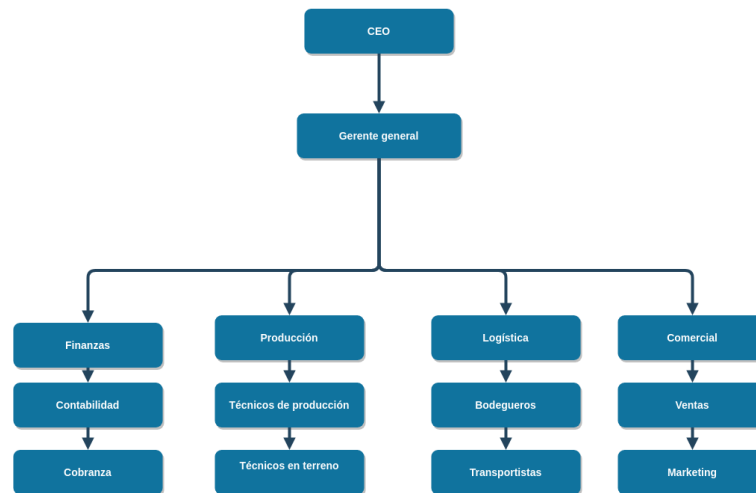 CEO
Gerente general
Finanzas
Producción
Logística
Comercial
Contabilidad
Técnicos de producción
Bodegueros
Ventas
Cobranza
Técnicos en terreno
Transportistas
Marketing